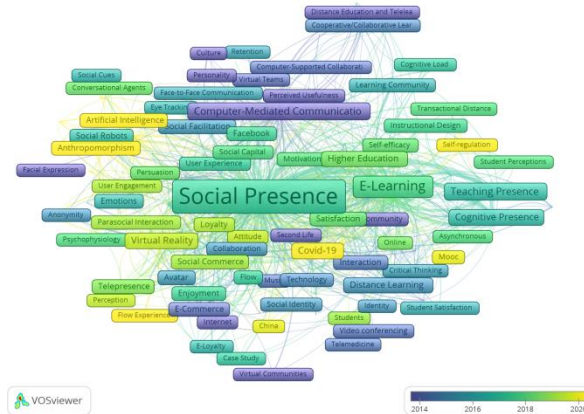 Distance Education and Telelea
Cooperative/Collaborative Lear
Culture
Retention
Computer-Supported Collaborati
Cognitive Load
Social Cues
Personality
Virtual Teams
Conversational Agents
Face-to-Face Communication
Perceived Usefulness
Learning Community
Eye Tracking
Computer-Mediated Communicatio
Transactional Distance
Artificial Intelligence
Social Facilitation
Instructional Design
Social Robots
Facebook
Anthropomorphism
Social Capital
Self-efficacy
Self-regulation
Facial Expression
Persuasion
User Experience
Motivation
Higher Education
Student Perceptions
User Engagement
Social Presence
E-Learning
Teaching Presence
Emotions
Anonymity
Parasocial Interaction
Loyalty
Satisfaction
Community
Cognitive Presence
Psychophysiology
Virtual Reality
Attitude
Second Life
Online
Asynchronous
Collaboration
Covid-19
Social Commerce
Interaction
Mooc
Telepresence
Avatar
Flow
Technology
Critical Thinking
Perception
Enjoyment
Distance Learning
Flow Experience
E-Commerce
Social Identity
Identity
Student Satisfaction
Internet
China
Students
Video conferencing
E-Loyalty
Telemedicine
Case Study
Virtual Communities
VOSviewer
2014 2016 2018 2020